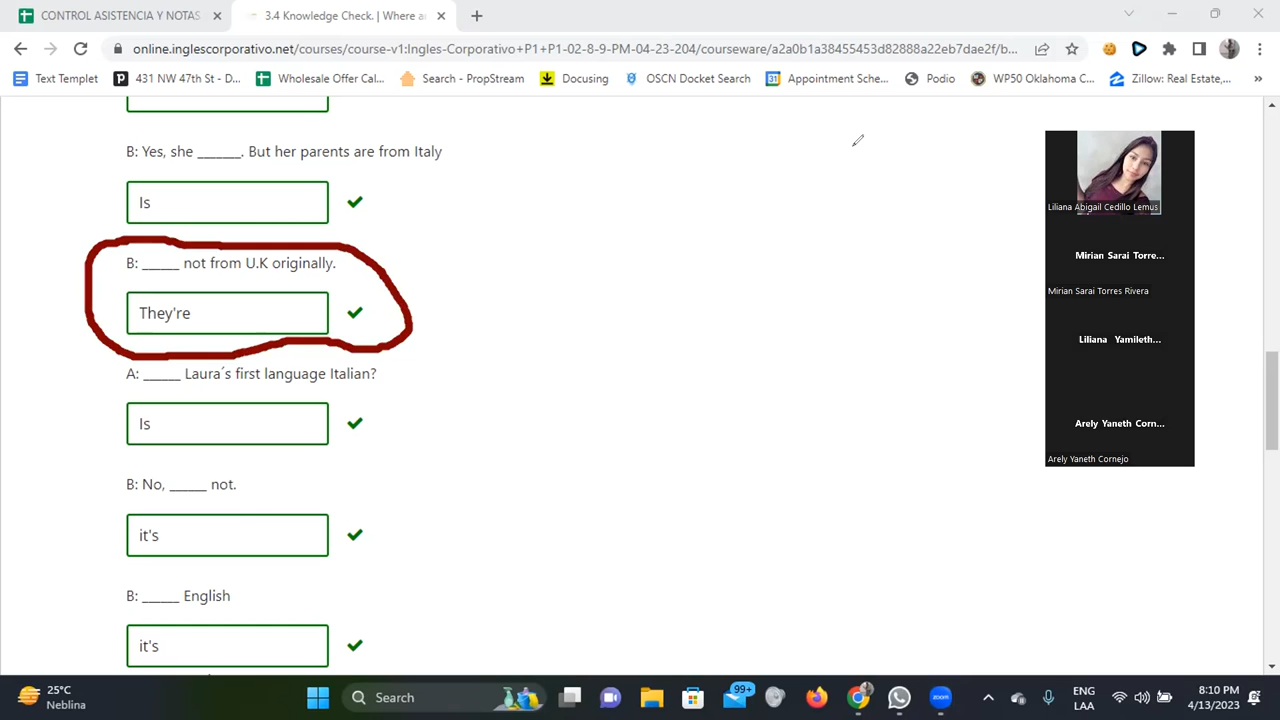 CONTROL ASISTENCIA Y NOTAS
3.4 Knowledge Check. | Where a
online.inglescorporativo.net/courses/course-v1:Ingles-Corporativo+P1+P1-02-8-9-PM-04-23-204/courseware/a2a0b1a38455453d82888a22eb7dae2f/b...
Text Templet
431 NW 47th St - D...
Wholesale Offer Cal...
Search - PropStream
Docusing
OSCN Docket Search
31
Appointment Sche...
Podio
WP50 Oklahoma C...
Zillow: Real Estate,...
»
B: Yes, she _______. But her parents are from Italy
Is
B: ______ not from U.K originally.
They're
A: ______ Laura´s first language Italian?
Is
B: No, ______ not.
it's
B: ______ English
it's
Liliana Abigail Cedillo Lemus
Mirian Sarai Torre...
Mirian Sarai Torres Rivera
Liliana Yamileth...
Arely Yaneth Corn...
Arely Yaneth Cornejo
25°C
Neblina
Search
99+
zoom
ENG
LAA
8:10 PM
4/13/2023